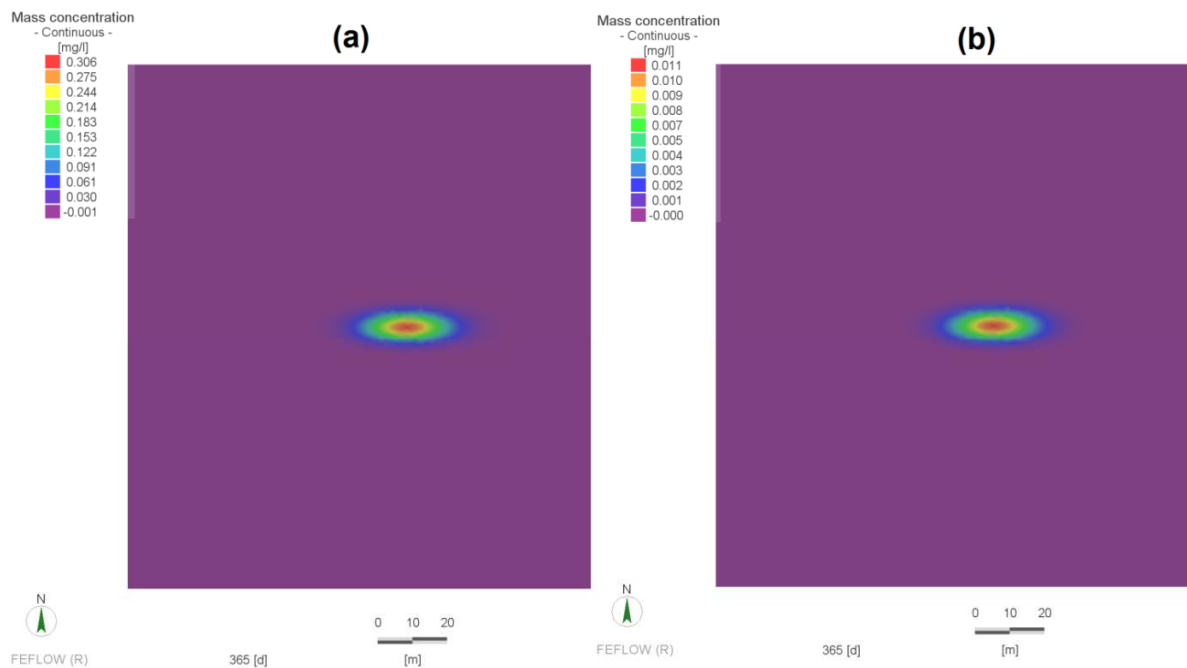 Mass concentration
- Continuous -
[mg/l]
0.306
0.275
0.244
0.214
0.183
0.153
0.122
0.091
0.061
0.030
-0.001
(a)
N
FEFLOW (R)
365 [d]
0 10 20
[m]
Mass concentration
- Continuous -
[mg/l]
0.011
0.010
0.009
0.008
0.007
0.005
0.004
0.003
0.002
0.001
-0.000
(b)
N
FEFLOW (R)
365 [d]
0 10 20
[m]